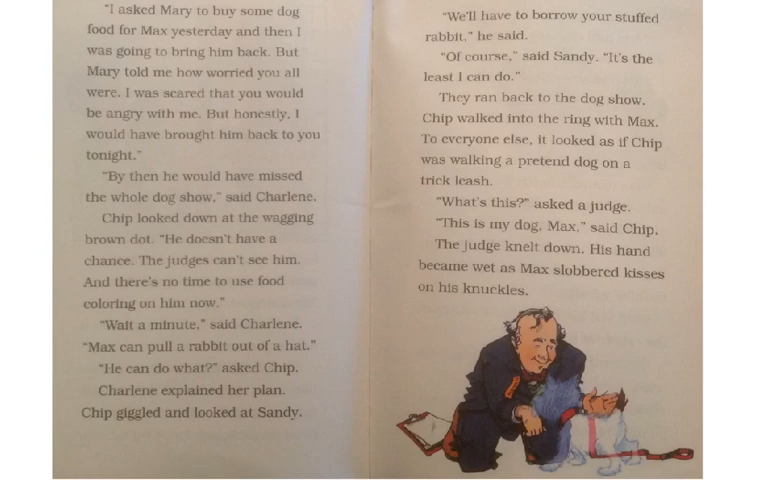 "I asked Mary to buy some dog
food for Max yesterday and then I
was going to bring him back. But
Mary told me how worried you all
were. I was scared that you would
be angry with me. But honestly, I
would have brought him back to you
tonight."
"By then he would have missed
the whole dog show," said Charlene.
Chip looked down at the wagging
brown dot. "He doesn't have a
chance. The judges can't see him.
And there's no time to use food
coloring on him now."
"Wait a minute," said Charlene.
"Max can pull a rabbit out of a hat."
"He can do what?" asked Chip.
Charlene explained her plan.
Chip giggled and looked at Sandy.
"We'll have to borrow your stuffed
rabbit," he said.
"Of course," said Sandy. "It's the
least I can do."
They ran back to the dog show.
Chip walked into the ring with Max.
To everyone else, it looked as if Chip
was walking a pretend dog on a
trick leash.
"What's this?" asked a judge.
"This is my dog, Max," said Chip.
The judge knelt down. His hand
became wet as Max slobbered kisses
on his knuckles.